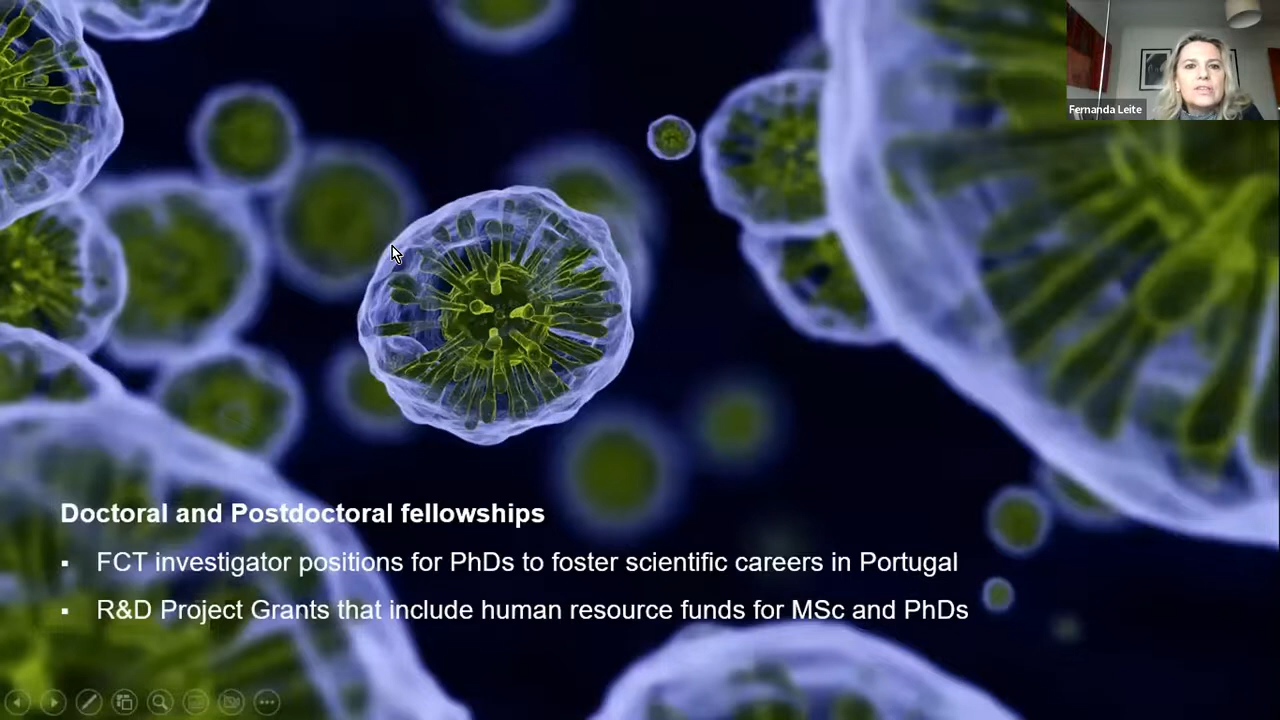 Fernanda Leite
Doctoral and Postdoctoral fellowships
▪ FCT investigator positions for PhDs to foster scientific careers in Portugal
▪ R&D Project Grants that include human resource funds for MSc and PhDs